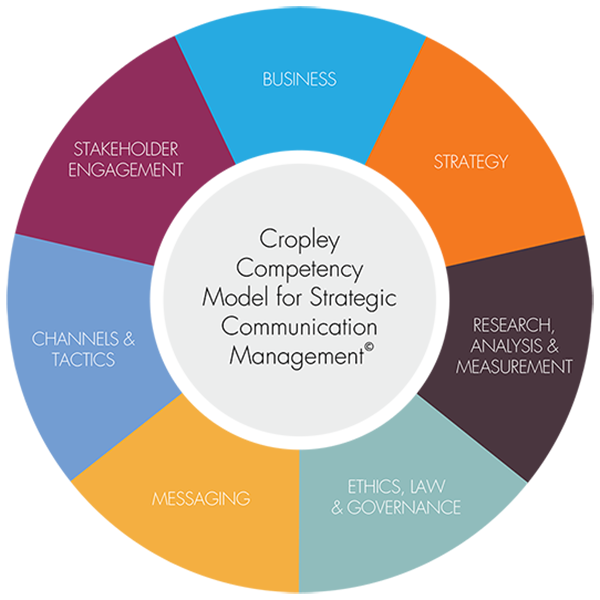 BUSINESS
STRATEGY
RESEARCH,
ANALYSIS &
MEASUREMENT
ETHICS, LAW
& GOVERNANCE
MESSAGING
CHANNELS &
TACTICS
STAKEHOLDER
ENGAGEMENT
Cropley
Competency
Model for Strategic
Communication
Management©